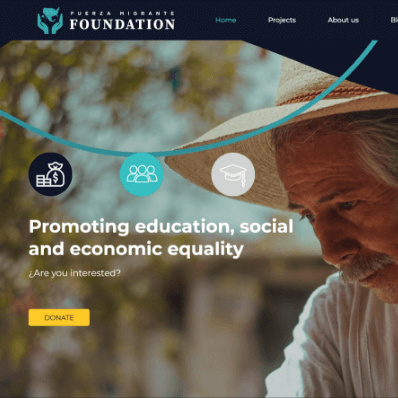 FUERZA MIGRANTE
FOUNDATION
Home
Projects
About us
Bl
Promoting education, social
and economic equality
¿Are you interested?
DONATE